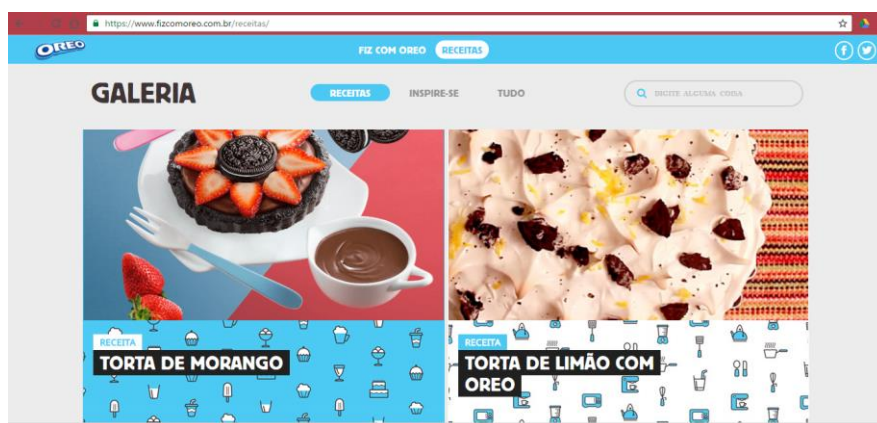 https://www.fizcomoreo.com.br/receitas/
OREO
FIZ COM OREO RECEITAS
GALERIA
RECEITAS INSPIRE-SE TUDO
DIGITE ALGUMA COISA
RECEITA
TORTA DE MORANGO
RECEITA
TORTA DE LIMÃO COM
OREO